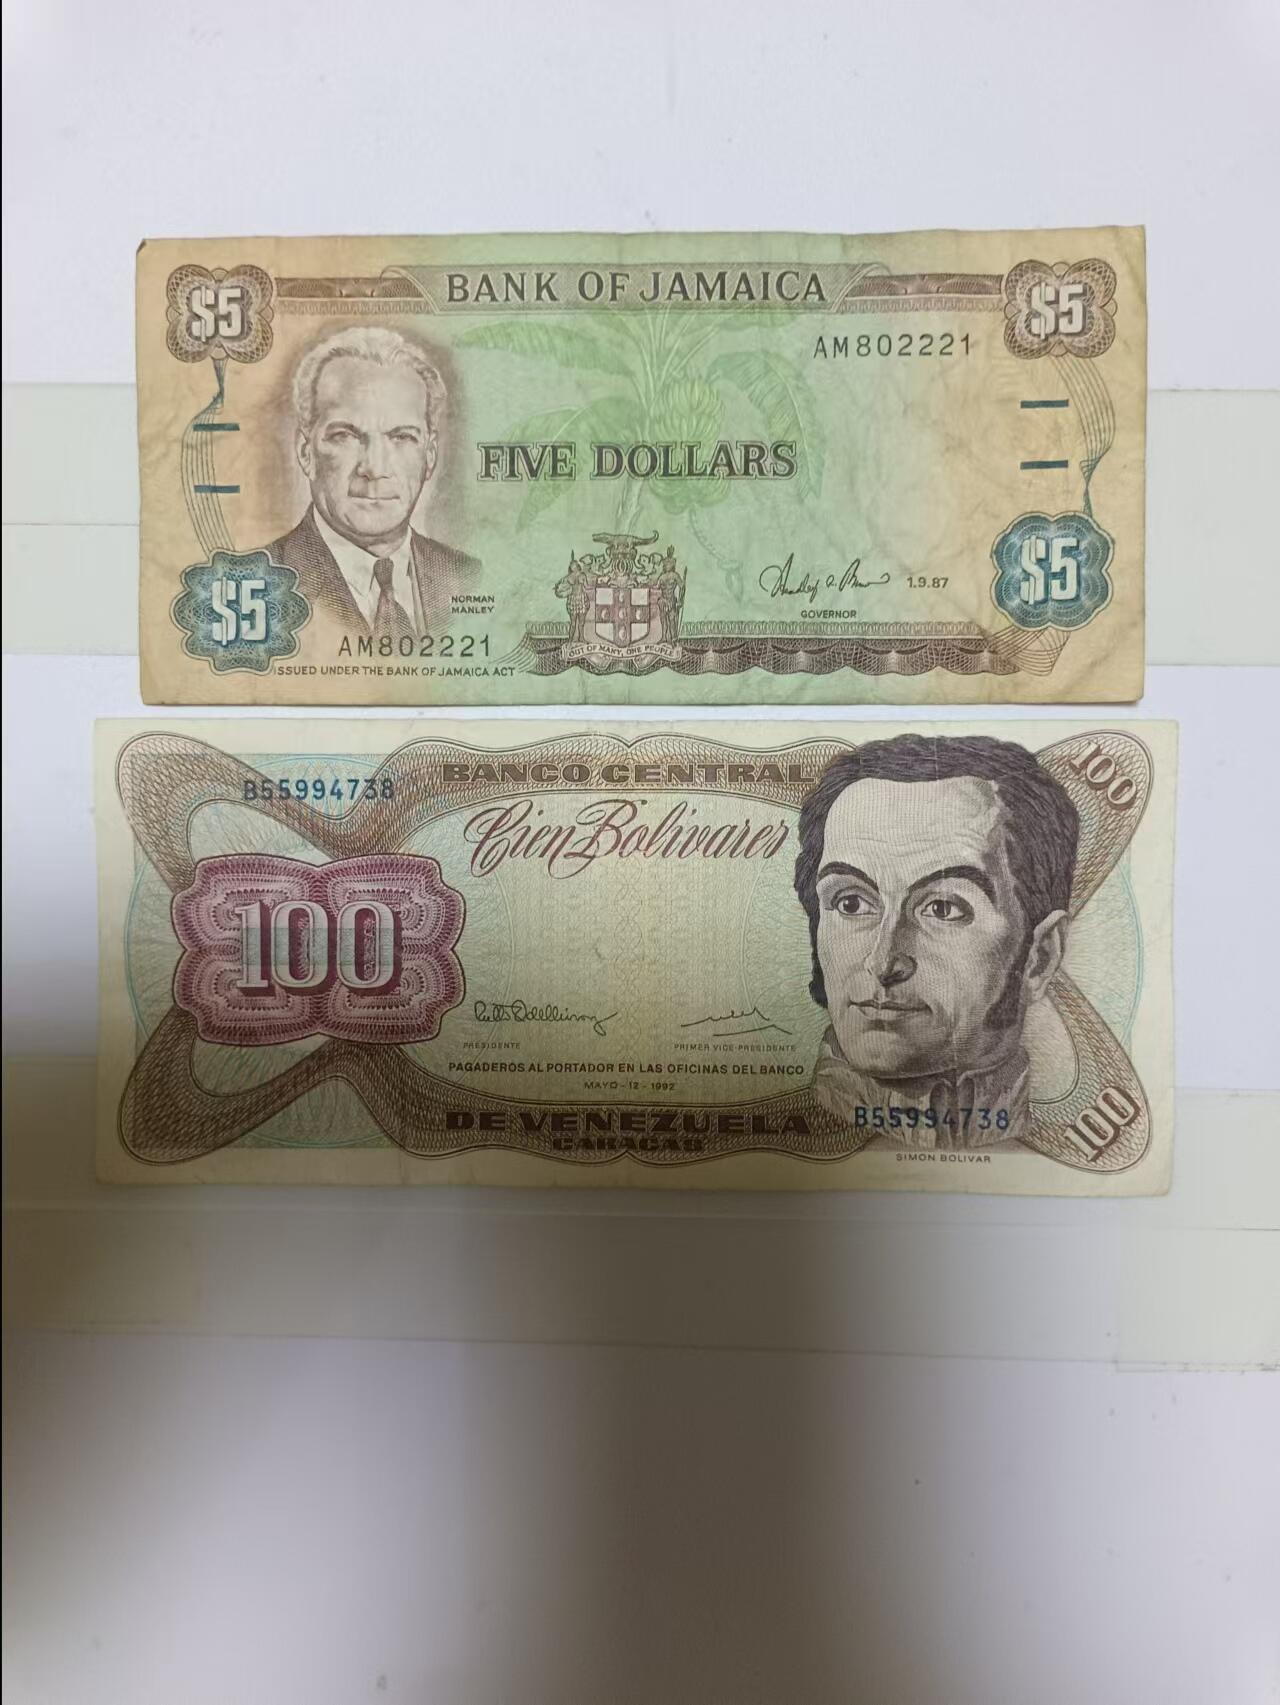 $5
BANK OF JAMAICA
$5
AM802221
FIVE DOLLARS
$5
NORMAN
MANLEY
1.9.87
GOVERNOR
$5
AM802221
OUT OF MANY, ONE PEOPLE
ISSUED UNDER THE BANK OF JAMAICA ACT
BANCO CENTRAL
100
B55994738
Cien Bolivares
100
PRESIDENTE
PRIMER VICE-PRESIDENTE
PAGADEROS AL PORTADOR EN LAS OFICINAS DEL BANCO
MAYO-12-1992
DE VENEZUELA
CARACAS
B55994738
100
SIMON BOLIVAR